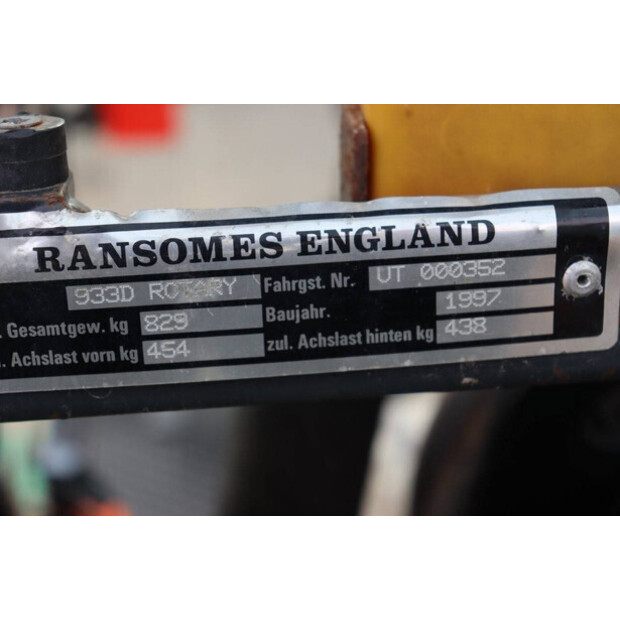 RANSOMES ENGLAND
933D ROTARY Fahrgst. Nr. UT 000352
. Gesamtgew. kg 829 Baujahr. 1997
. Achslast vorn kg 454 zul. Achslast hinten kg 438